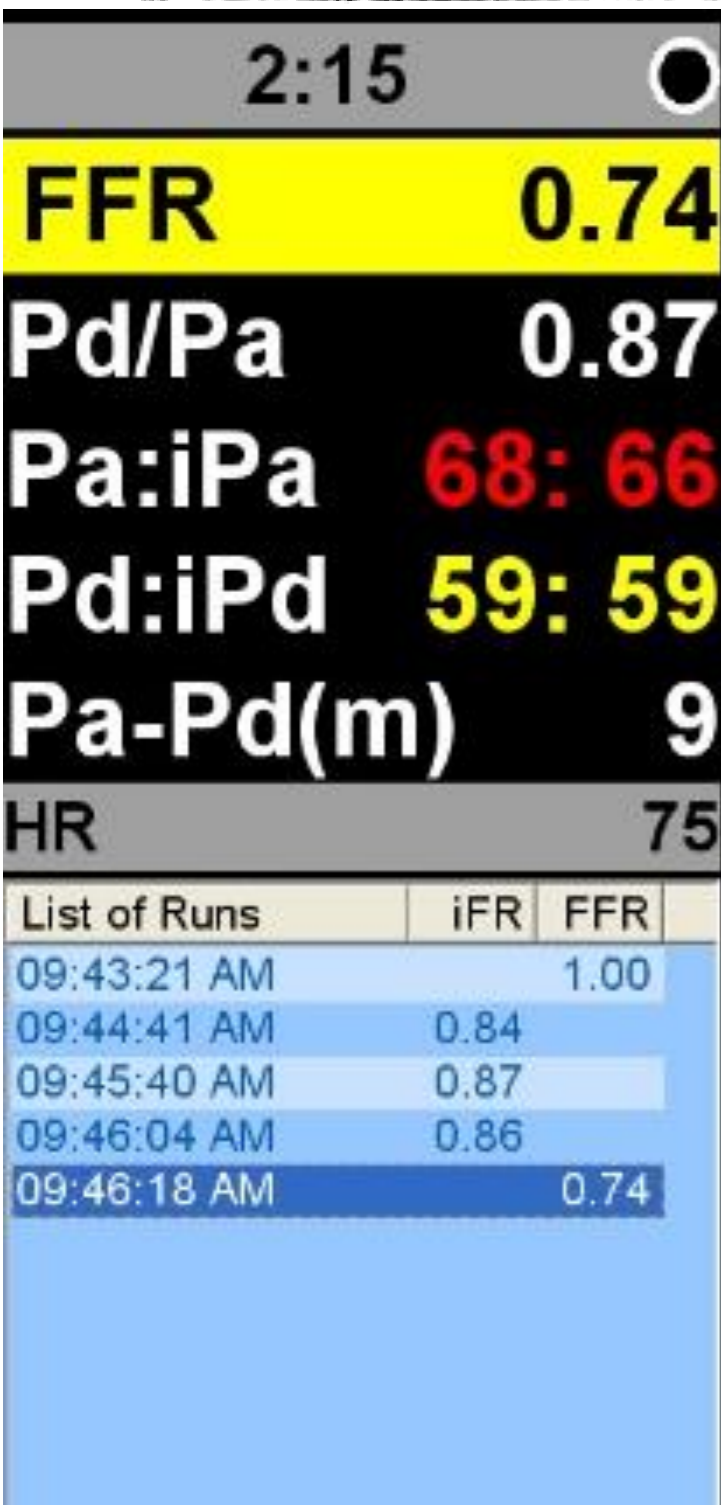 2:15
FFR 0.74
Pd/Pa 0.87
Pa:iPa 68: 66
Pd:iPd 59: 59
Pa-Pd(m) 9
HR 75
List of Runs iFR FFR
09:43:21 AM 1.00
09:44:41 AM 0.84
09:45:40 AM 0.87
09:46:04 AM 0.86
09:46:18 AM 0.74